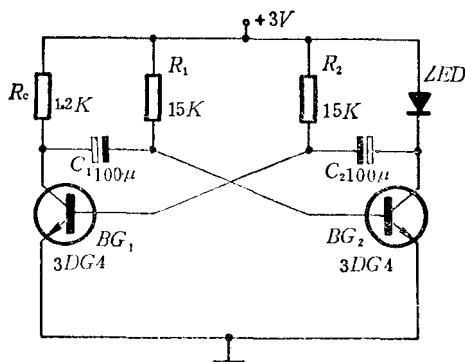 +3V
R₁
R₂
LED
Rc
1.2K
15K
15K
C₁
100μ
C₂
100μ
BG₁
BG₂
3DG4
3DG4